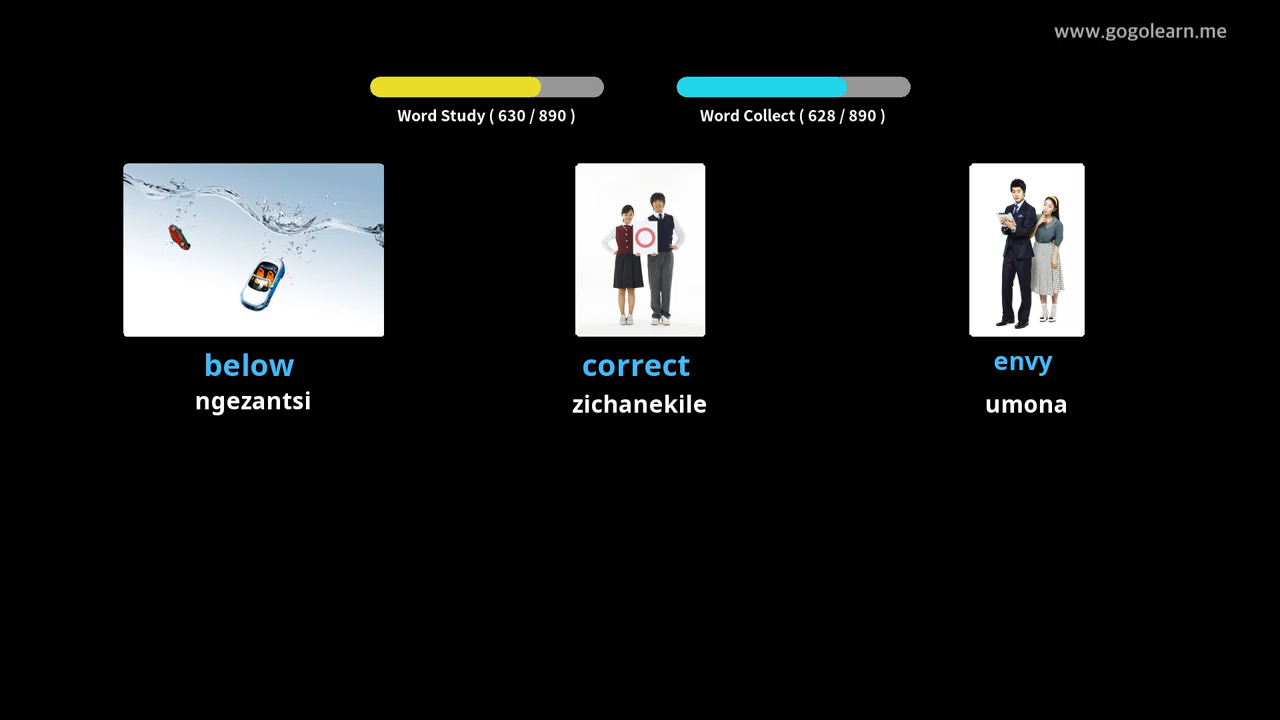 www.gogolearn.me
Word Study ( 630 / 890 )
Word Collect ( 628 / 890 )
below
ngezantsi
correct
zichanekile
envy
umona